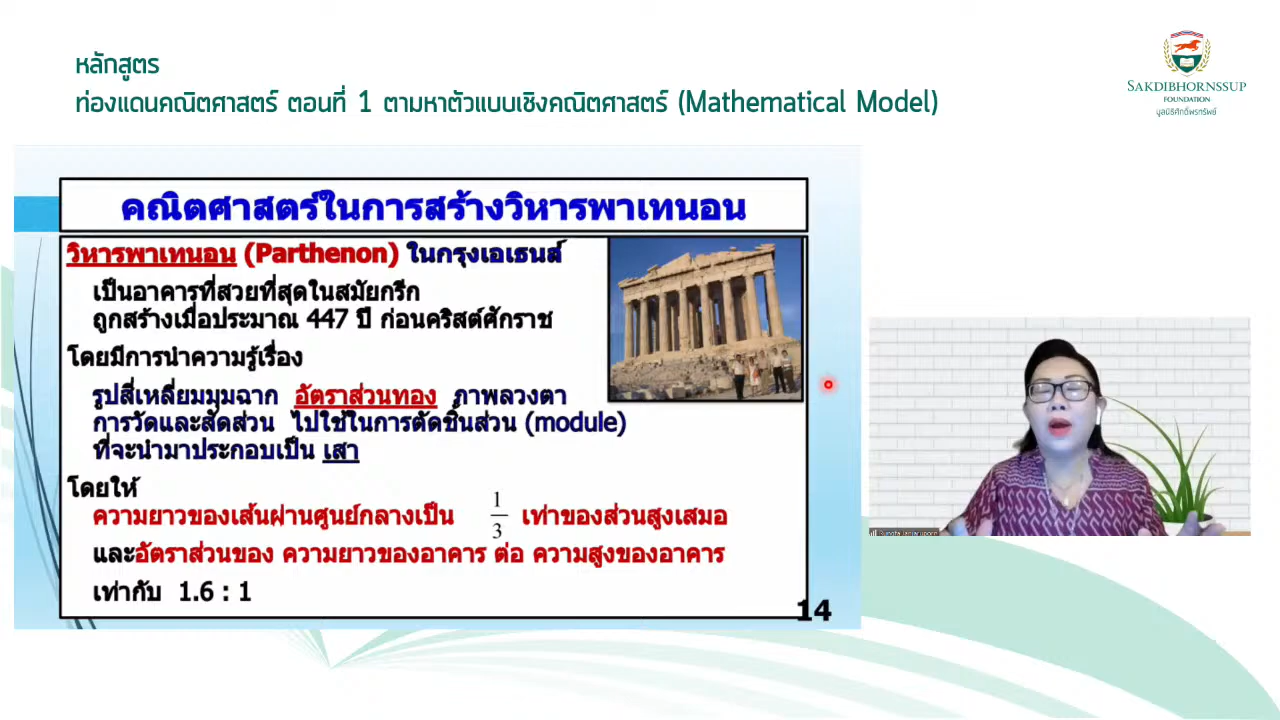 หลักสูตร
ท่องแดนคณิตศาสตร์ ตอนที่ 1 ตามหาตัวแบบเชิงคณิตศาสตร์ (Mathematical Model)
SAKDIBHORNSSUP
FOUNDATION
มูลนิธิศักดิ์พรทรัพย์
คณิตศาสตร์ในการสร้างวิหารพาเทนอน
วิหารพาเทนอน (Parthenon) ในกรุงเอเธนส์
เป็นอาคารที่สวยที่สุดในสมัยกรีก
ถูกสร้างเมื่อประมาณ 447 ปี ก่อนคริสต์ศักราช
โดยมีการนำความรู้เรื่อง
รูปสี่เหลี่ยมมุมฉาก อัตราส่วนทอง ภาพลวงตา
การวัดและสัดส่วน ไปใช้ในการตัดชิ้นส่วน (module)
ที่จะนำมาประกอบเป็น เสา
โดยให้
ความยาวของเส้นผ่านศูนย์กลางเป็น 1/3 เท่าของส่วนสูงเสมอ
และอัตราส่วนของ ความยาวของอาคาร ต่อ ความสูงของอาคาร
เท่ากับ 1.6 : 1
14